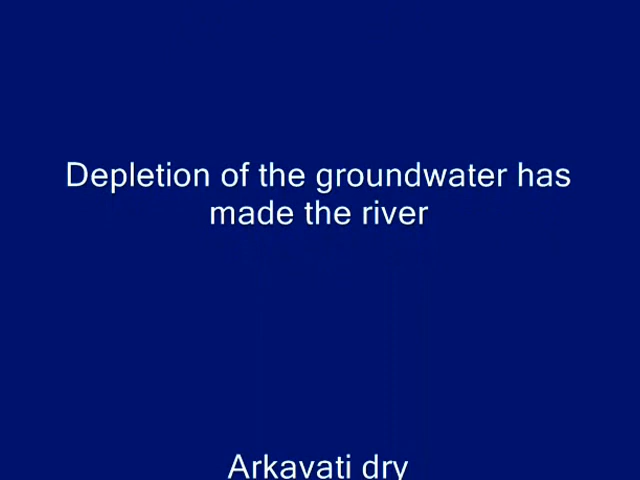 Depletion of the groundwater has
made the river
Arkavati dry